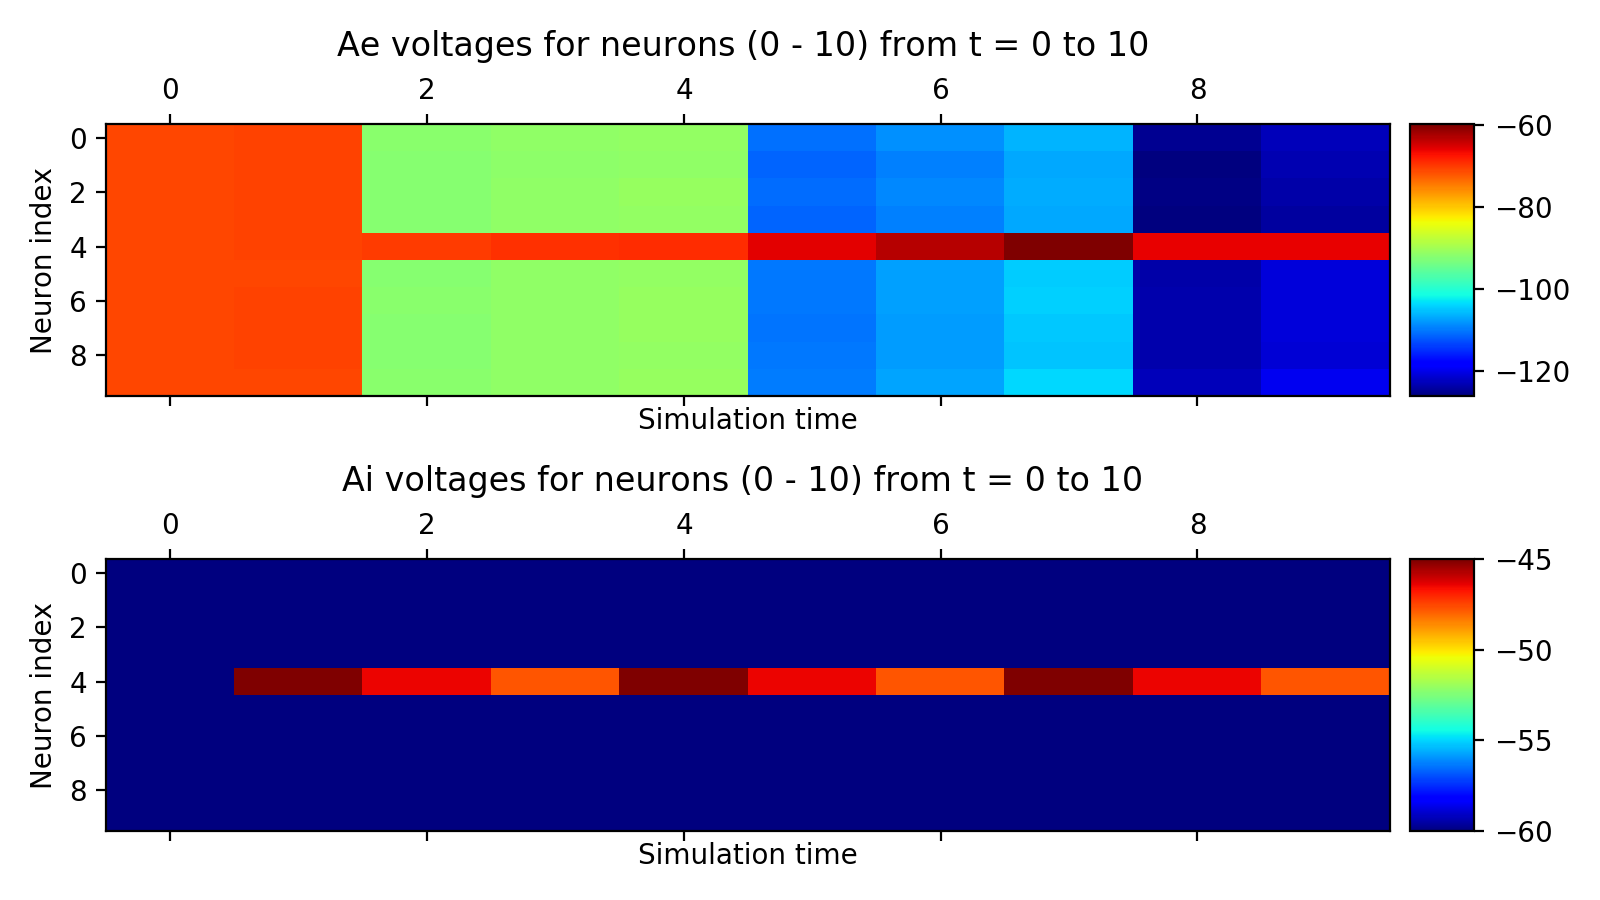 Ae voltages for neurons (0 - 10) from t = 0 to 10
0 2 4 6 8
Neuron index
0
2
4
6
8
−60
−80
−100
−120
Simulation time
Ai voltages for neurons (0 - 10) from t = 0 to 10
0 2 4 6 8
Neuron index
0
2
4
6
8
−45
−50
−55
−60
Simulation time